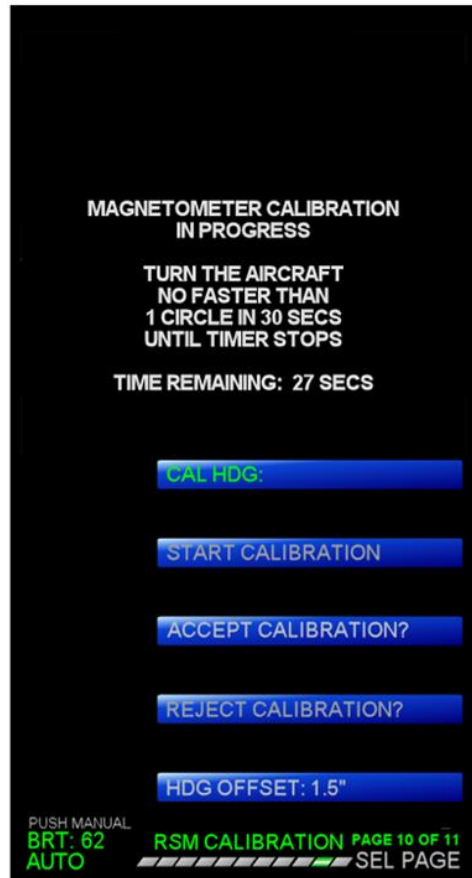 MAGNETOMETER CALIBRATION
IN PROGRESS
TURN THE AIRCRAFT
NO FASTER THAN
1 CIRCLE IN 30 SECS
UNTIL TIMER STOPS
TIME REMAINING: 27 SECS
CAL HDG:
START CALIBRATION
ACCEPT CALIBRATION?
REJECT CALIBRATION?
HDG OFFSET: 1.5"
PUSH MANUAL
BRT: 62
AUTO
RSM CALIBRATION PAGE 10 OF 11
SEL PAGE